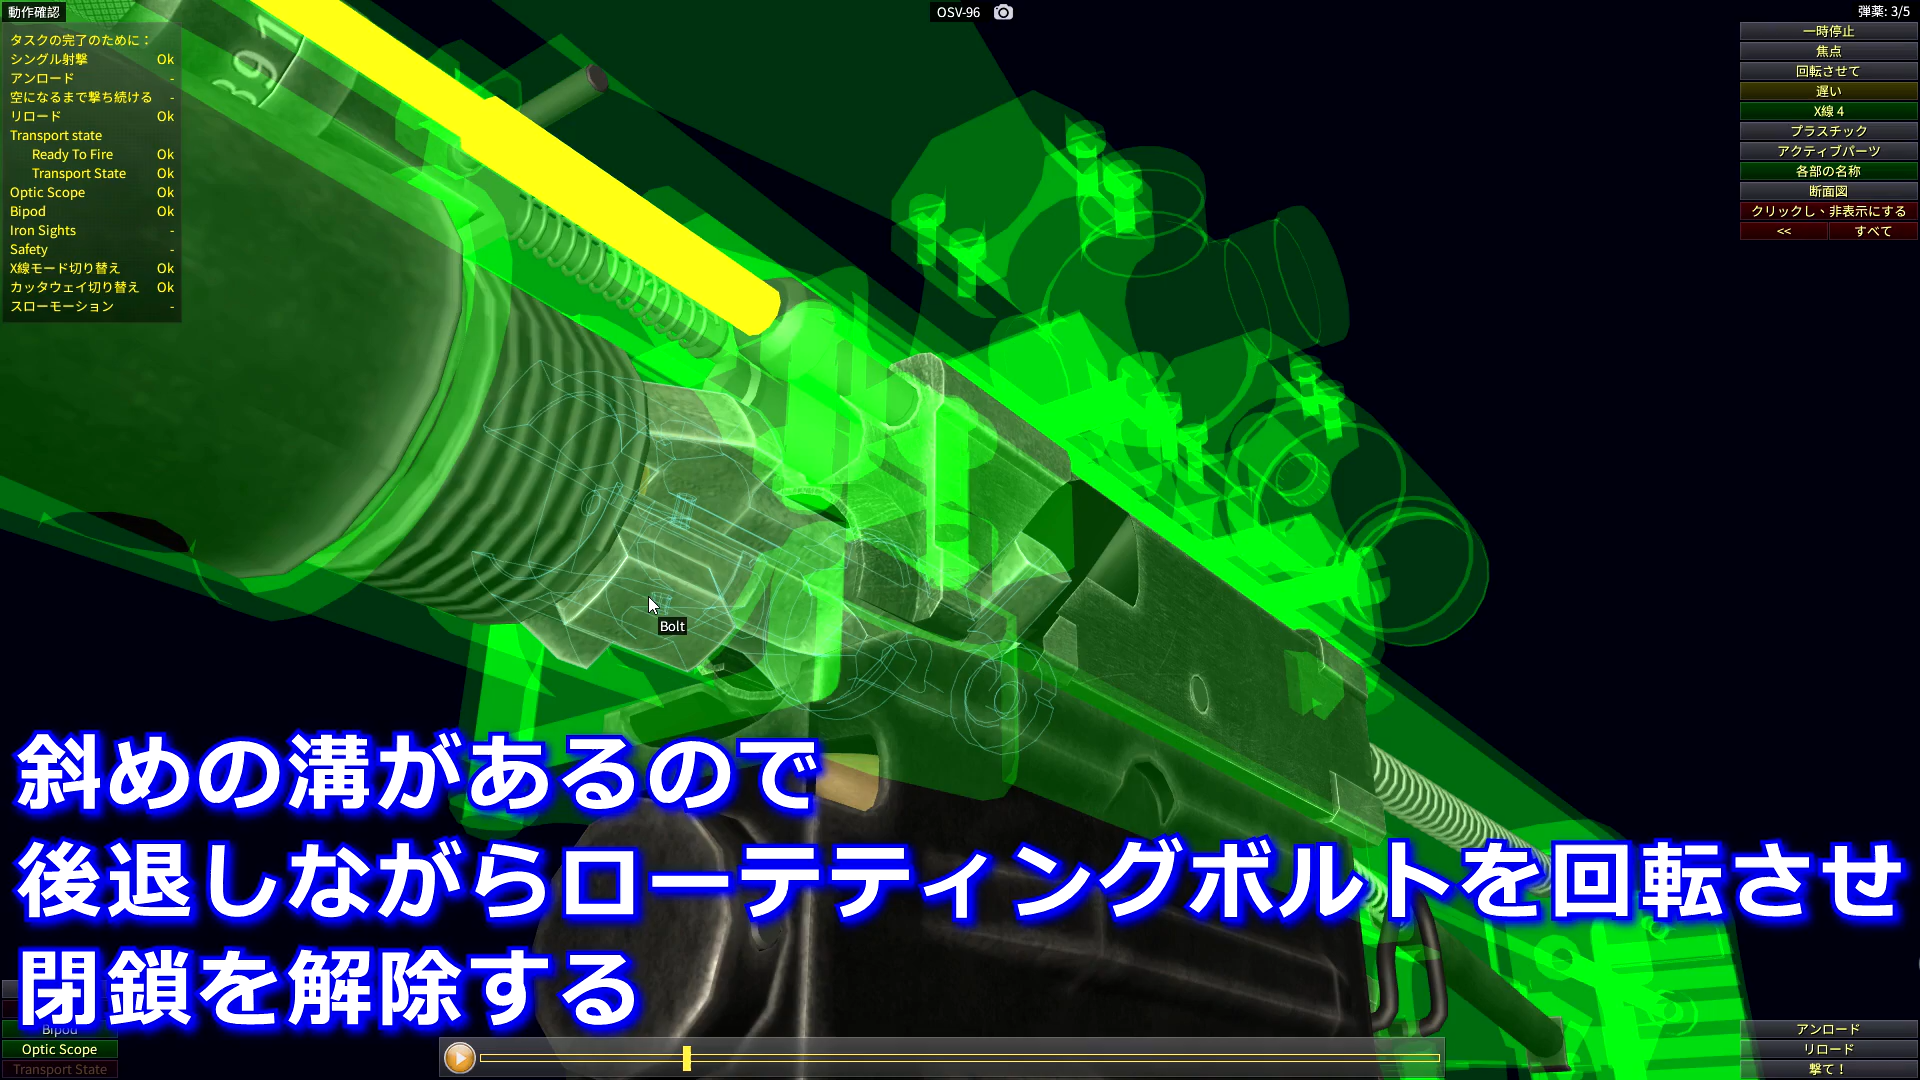 動作確認
OSV-96
弾薬: 3/5
タスクの完了のために：
シングル射撃 Ok
アンロード -
空になるまで撃ち続ける -
リロード Ok
Transport state
Ready To Fire Ok
Transport State Ok
Optic Scope Ok
Bipod Ok
Iron Sights -
Safety -
X線モード切り替え Ok
カッタウェイ切り替え Ok
スローモーション -
一時停止
焦点
回転させて
遅い
X線 4
プラスチック
アクティブパーツ
各部の名称
断面図
クリックし、非表示にする
<< すべて
Bolt
斜めの溝があるので
後退しながらローテティングボルトを回転させ
閉鎖を解除する
Bipod
Optic Scope
Transport State
アンロード
リロード
撃て！